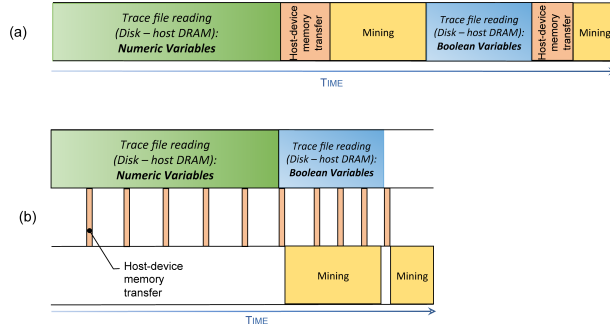 (a)
Trace file reading
(Disk – host DRAM):
Numeric Variables
Host-device
memory
transfer
Mining
Trace file reading
(Disk – host DRAM):
Boolean Variables
Host-device
memory
transfer
Mining
TIME
(b)
Trace file reading
(Disk – host DRAM):
Numeric Variables
Trace file reading
(Disk – host DRAM):
Boolean Variables
Host-device
memory
transfer
Mining
Mining
TIME